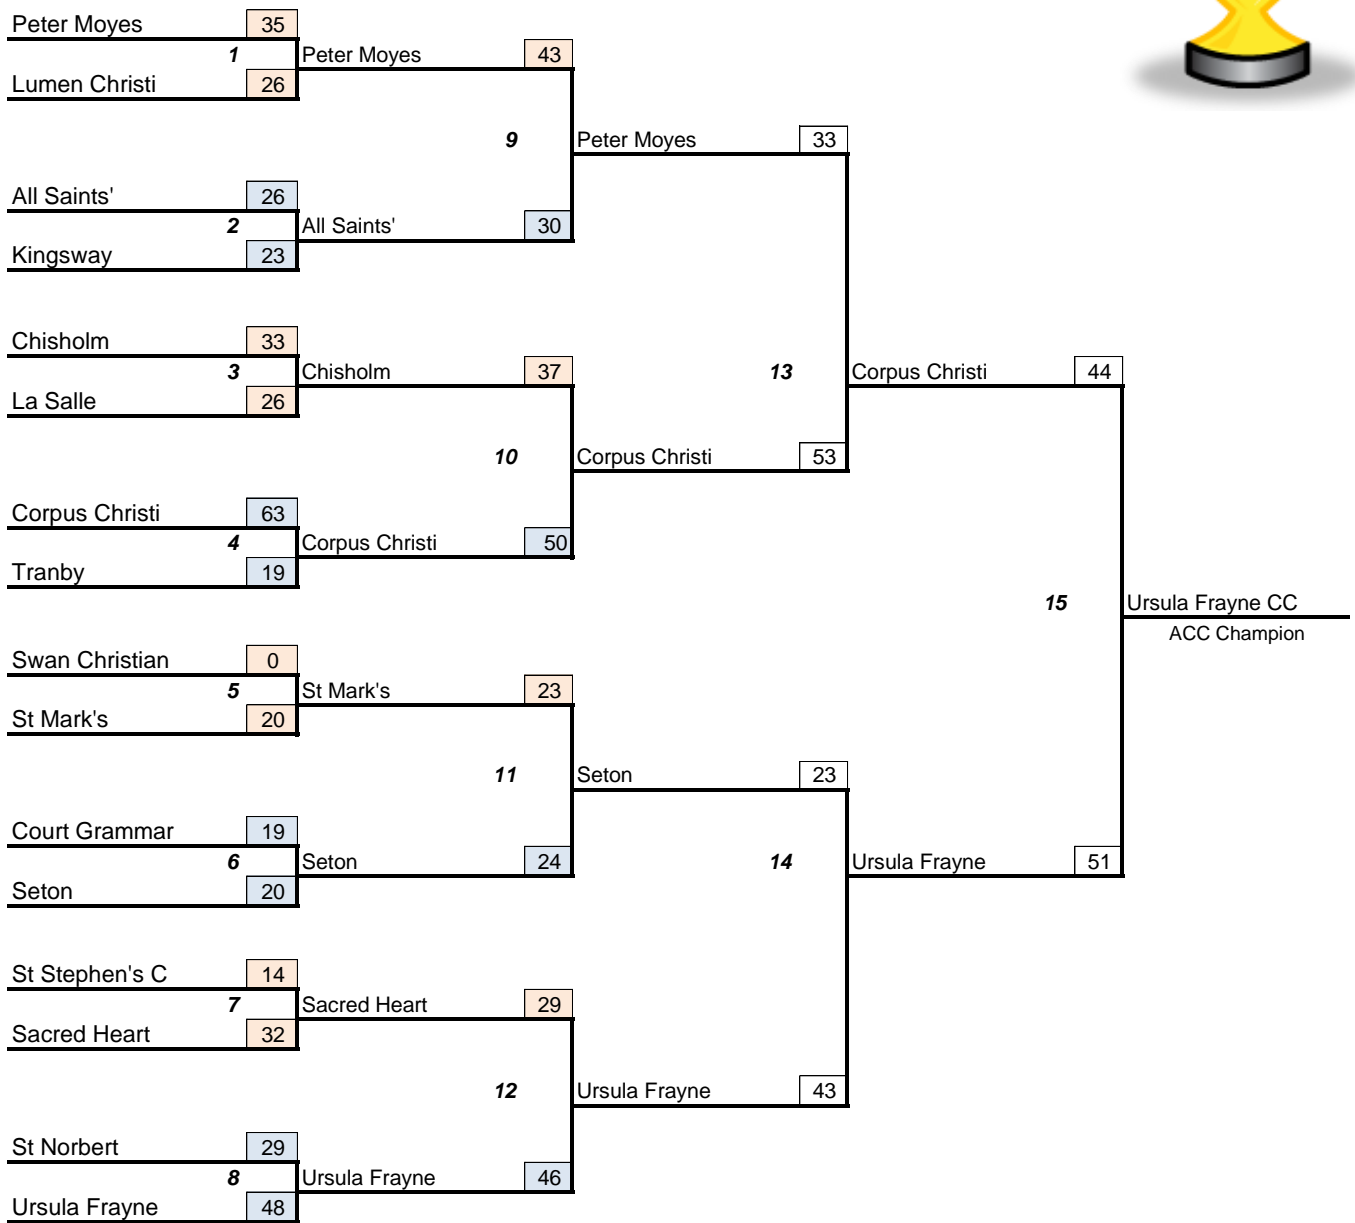 Peter Moyes 35
1 Peter Moyes 43
Lumen Christi 26
9 Peter Moyes 33
All Saints' 26
2 All Saints' 30
Kingsway 23
Chisholm 33
3 Chisholm 37 13 Corpus Christi 44
La Salle 26
10 Corpus Christi 53
Corpus Christi 63
4 Corpus Christi 50
Tranby 19
15 Ursula Frayne CC
ACC Champion
Swan Christian 0
5 St Mark's 23
St Mark's 20
11 Seton 23
Court Grammar 19
6 Seton 24 14 Ursula Frayne 51
Seton 20
St Stephen's C 14
7 Sacred Heart 29
Sacred Heart 32
12 Ursula Frayne 43
St Norbert 29
8 Ursula Frayne 46
Ursula Frayne 48